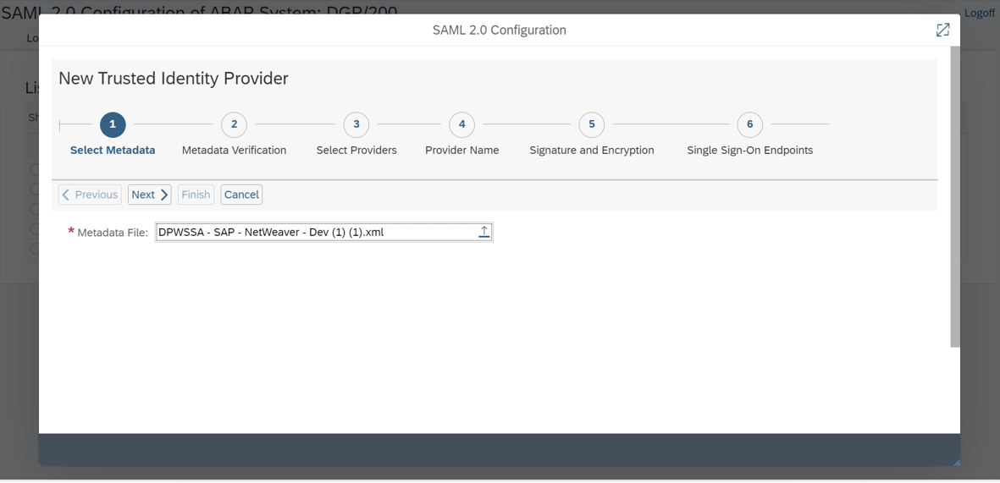 SAML 2.0 Configuration of ABAP System: DGP/200
Logoff
Lo
SAML 2.0 Configuration
New Trusted Identity Provider
1 2 3 4 5 6
Select Metadata Metadata Verification Select Providers Provider Name Signature and Encryption Single Sign-On Endpoints
Previous Next Finish Cancel
* Metadata File: DPWSSA - SAP - NetWeaver - Dev (1) (1).xml
Lis
Sh